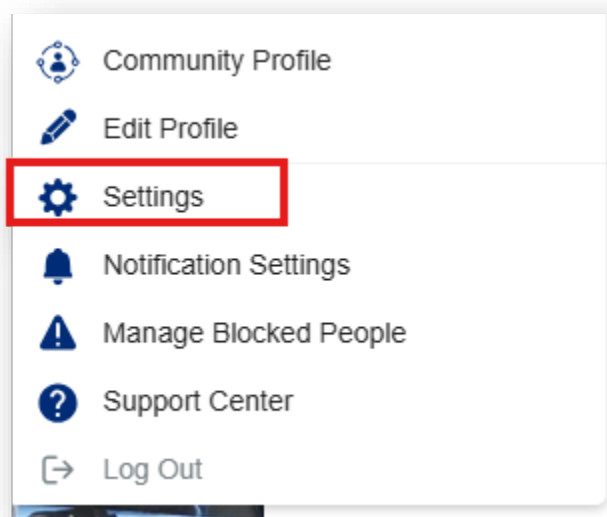 Community Profile
Edit Profile
Settings
Notification Settings
Manage Blocked People
Support Center
Log Out